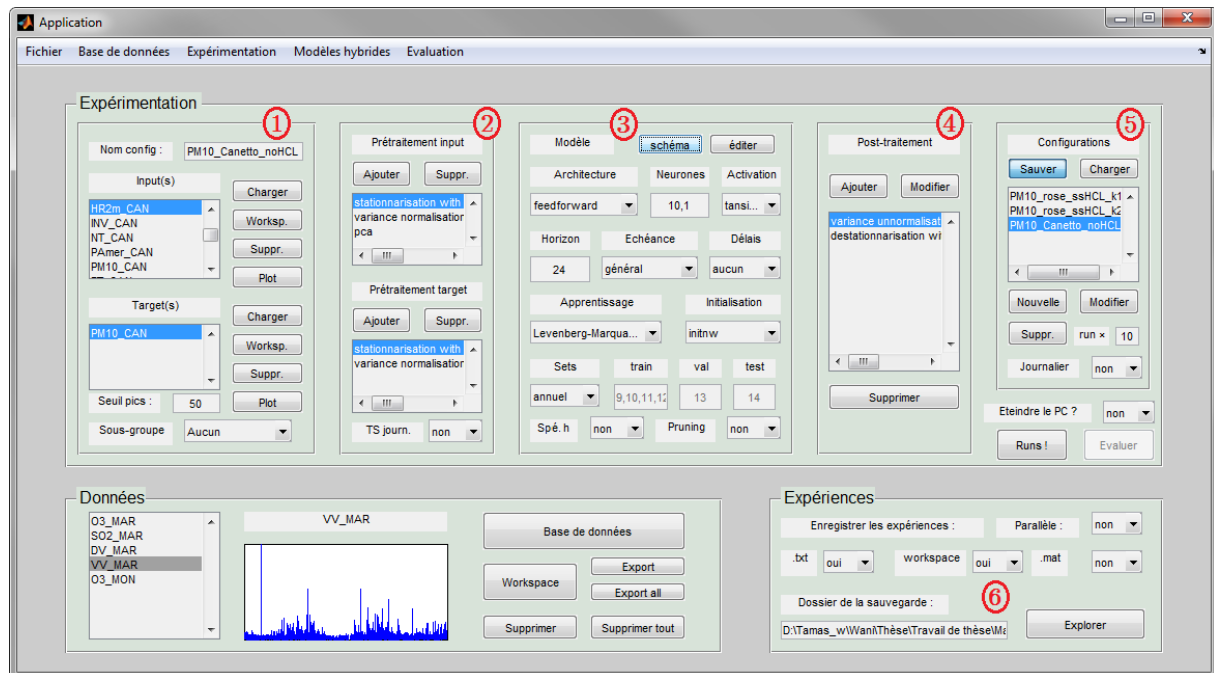 Application
Fichier Base de données Expérimentation Modèles hybrides Evaluation
Expérimentation
1
Nom config : PM10_Canetto_noHCL
Input(s)
HR2m_CAN
INV_CAN
NT_CAN
PAmer_CAN
PM10_CAN
Charger
Worksp.
Suppr.
Plot
Target(s)
PM10_CAN
Charger
Worksp.
Suppr.
Plot
Seuil pics : 50
Sous-groupe Aucun
2
Prétraitement input
Ajouter Suppr.
stationnarisation with
variance normalisation
pca
Prétraitement target
Ajouter Suppr.
stationnarisation with
variance normalisation
TS journ. non
3
Modèle schéma éditer
Architecture Neurones Activation
feedforward 10,1 tansi...
Horizon Echéance Délais
24 général aucun
Apprentissage Initialisation
Levenberg-Marqua... initnw
Sets train val test
annuel 9,10,11,12 13 14
Spé. h non Pruning non
4
Post-traitement
Ajouter Modifier
variance unnormalisat
destationnarisation wi
Supprimer
5
Configurations
Sauver Charger
PM10_rose_ssHCL_k1
PM10_rose_ssHCL_k2
PM10_Canetto_noHCL
Nouvelle Modifier
Suppr. run × 10
Journalier non
Eteindre le PC ? non
Runs ! Evaluer
Données
O3_MAR
SO2_MAR
DV_MAR
VV_MAR
O3_MON
VV_MAR
Base de données
Workspace
Export
Export all
Supprimer Supprimer tout
Expériences
Enregistrer les expériences : Parallèle : non
.txt oui workspace oui .mat non
6
Dossier de la sauvegarde :
D:\Tamas_w\Wani\Thèse\Travail de thèse\Ma
Explorer